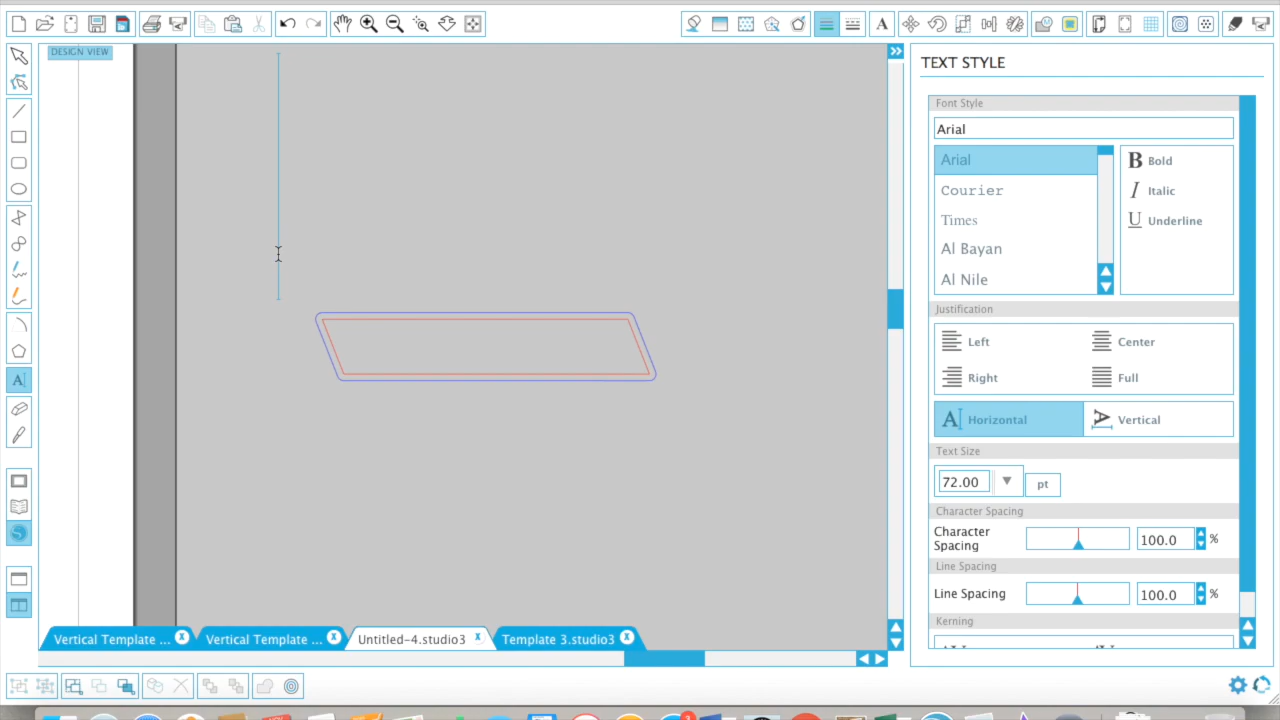 DESIGN VIEW
TEXT STYLE
Font Style
Arial
Arial
Courier
Times
Al Bayan
Al Nile
B Bold
I Italic
U Underline
Justification
Left
Center
Right
Full
A Horizontal
A Vertical
Text Size
72.00
pt
Character Spacing
Character
Spacing
100.0 %
Line Spacing
Line Spacing
100.0 %
Kerning
Vertical Template ...
Vertical Template ...
Untitled-4.studio3
Template 3.studio3